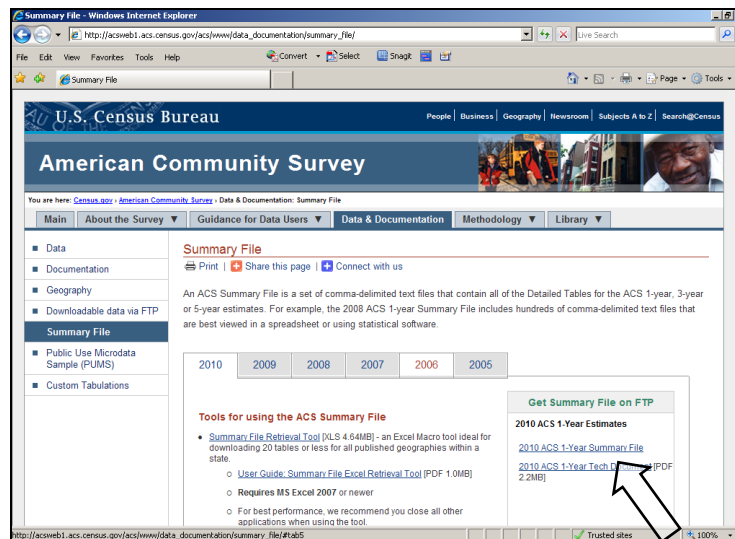 Summary File - Windows Internet Explorer
http://acsweb1.acs.census.gov/acs/www/data_documentation/summary_file/
Live Search
File Edit View Favorites Tools Help
Convert Select Snagit
Summary File
Page Tools
U.S. Census Bureau
People | Business | Geography | Newsroom | Subjects A to Z | Search@Census
American Community Survey
You are here: Census.gov › American Community Survey › Data & Documentation: Summary File
Main About the Survey ▼ Guidance for Data Users ▼ Data & Documentation Methodology ▼ Library ▼
Data
Documentation
Geography
Downloadable data via FTP
Summary File
Public Use Microdata
Sample (PUMS)
Custom Tabulations
Summary File
Print | Share this page | Connect with us
An ACS Summary File is a set of comma-delimited text files that contain all of the Detailed Tables for the ACS 1-year, 3-year
or 5-year estimates. For example, the 2008 ACS 1-year Summary File includes hundreds of comma-delimited text files that
are best viewed in a spreadsheet or using statistical software.
2010 2009 2008 2007 2006 2005
Tools for using the ACS Summary File
Summary File Retrieval Tool [XLS 4.64MB] - an Excel Macro tool ideal for
downloading 20 tables or less for all published geographies within a
state.
User Guide: Summary File Excel Retrieval Tool [PDF 1.0MB]
Requires MS Excel 2007 or newer
For best performance, we recommend you close all other
applications when using the tool.
Get Summary File on FTP
2010 ACS 1-Year Estimates
2010 ACS 1-Year Summary File
2010 ACS 1-Year Tech [PDF
2.2MB]
http://acsweb1.acs.census.gov/acs/www/data_documentation/summary_file/#tab5
Trusted sites
100%